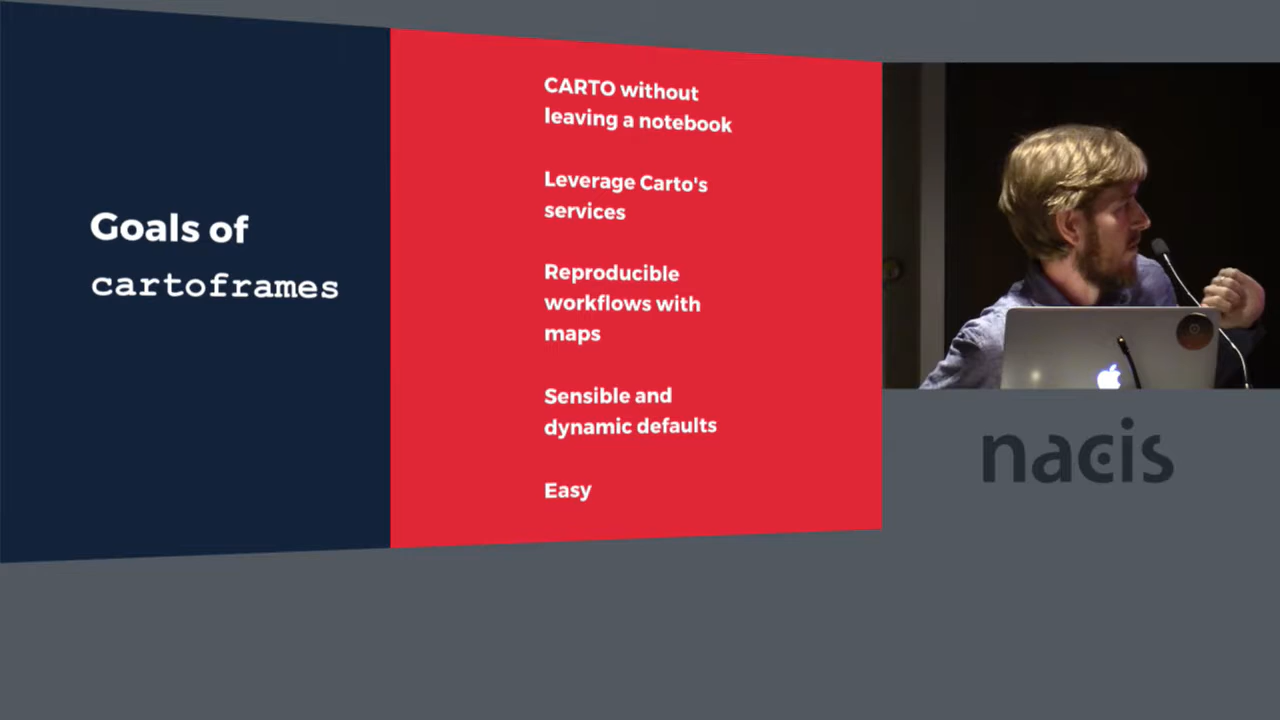 Goals of
cartoframes
CARTO without
leaving a notebook
Leverage Carto's
services
Reproducible
workflows with
maps
Sensible and
dynamic defaults
Easy
nacis